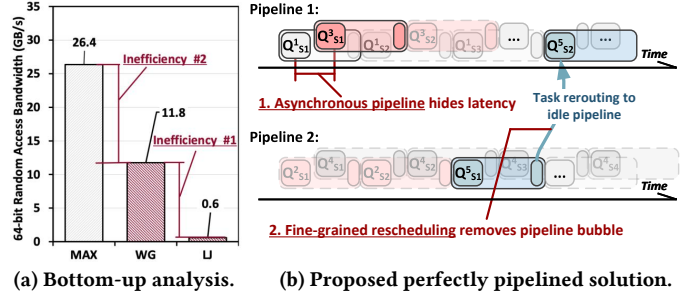 64-bit Random Access Bandwidth (GB/s)
35
30
25
20
15
10
5
0
26.4
11.8
0.6
Inefficiency #2
Inefficiency #1
MAX WG LJ
(a) Bottom-up analysis.
Pipeline 1:
Q¹S1 Q³S1 Q¹S2 Q³S2 Q¹S3 ... Q⁵S2 ...
Time
1. Asynchronous pipeline hides latency
Task rerouting to
idle pipeline
Pipeline 2:
Q²S1 Q⁴S1 Q²S2 Q⁴S2 Q⁵S1 Q⁴S3 ... Q⁴S4
Time
2. Fine-grained rescheduling removes pipeline bubble
(b) Proposed perfectly pipelined solution.